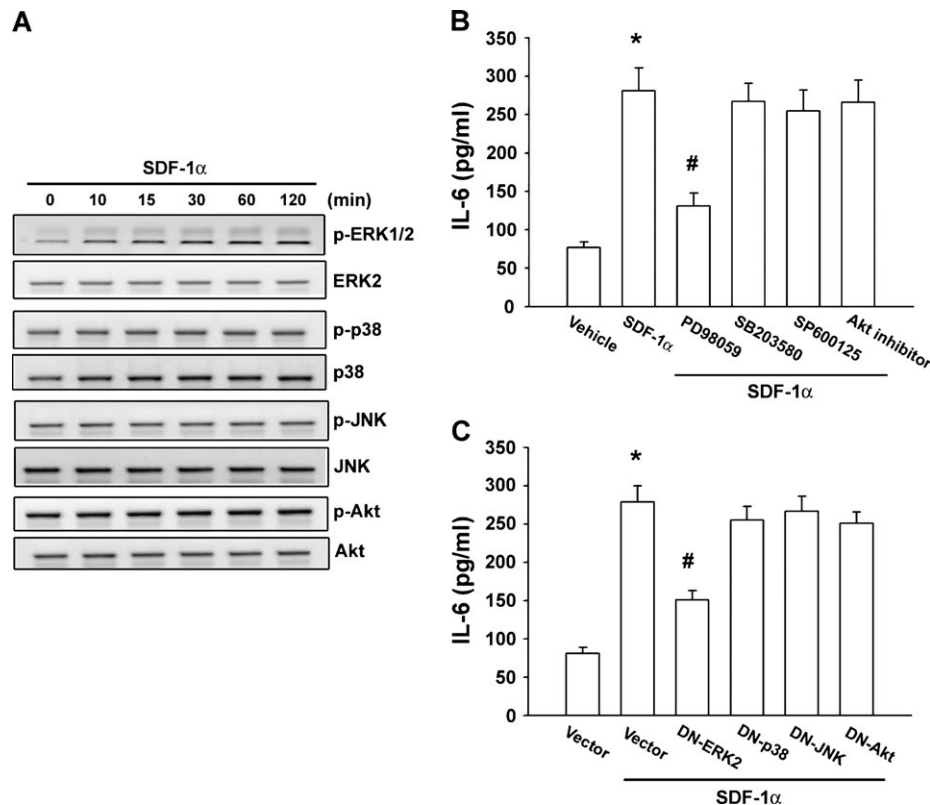 A
SDF-1α
0 10 15 30 60 120 (min)
p-ERK1/2
ERK2
p-p38
p38
p-JNK
JNK
p-Akt
Akt
B
IL-6 (pg/ml)
350
300
250
200
150
100
50
0
*
#
Vehicle
SDF-1α
PD98059
SB203580
SP600125
Akt inhibitor
SDF-1α
C
IL-6 (pg/ml)
350
300
250
200
150
100
50
0
*
#
Vector
Vector
DN-ERK2
DN-p38
DN-JNK
DN-Akt
SDF-1α